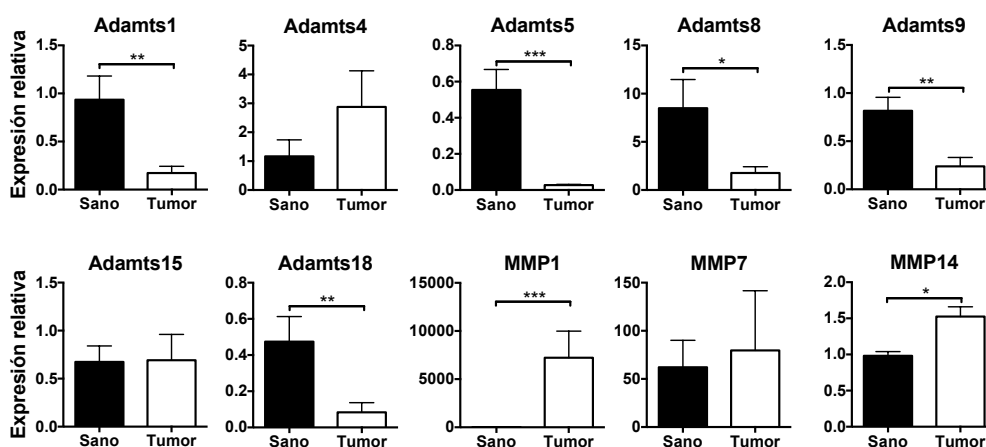 Adamts1
Adamts4
Adamts5
Adamts8
Adamts9
Expresión relativa
1.5
1.0
0.5
0.0
**
Sano Tumor
5
4
3
2
1
0
Sano Tumor
0.8
0.6
0.4
0.2
0.0
***
Sano Tumor
15
10
5
0
*
Sano Tumor
1.5
1.0
0.5
0.0
**
Sano Tumor
Adamts15
Adamts18
MMP1
MMP7
MMP14
Expresión relativa
1.5
1.0
0.5
0.0
Sano Tumor
0.8
0.6
0.4
0.2
0.0
**
Sano Tumor
15000
10000
5000
0
***
Sano Tumor
150
100
50
0
Sano Tumor
2.0
1.5
1.0
0.5
0.0
*
Sano Tumor